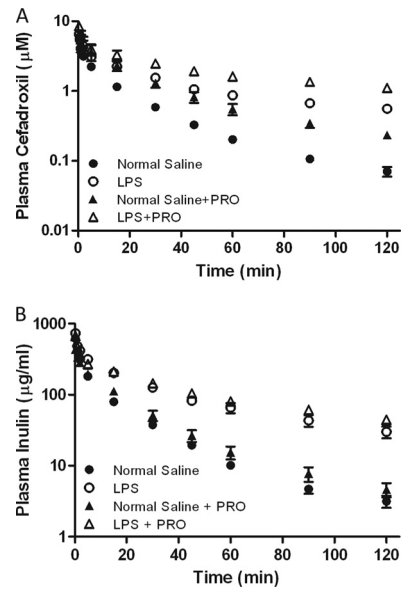 A
Plasma Cefadroxil (µM)
10
1
0.1
0.01
Normal Saline
LPS
Normal Saline+PRO
LPS+PRO
0 20 40 60 80 100 120
Time (min)
B
Plasma Inulin (µg/ml)
1000
100
10
1
Normal Saline
LPS
Normal Saline + PRO
LPS + PRO
0 20 40 60 80 100 120
Time (min)